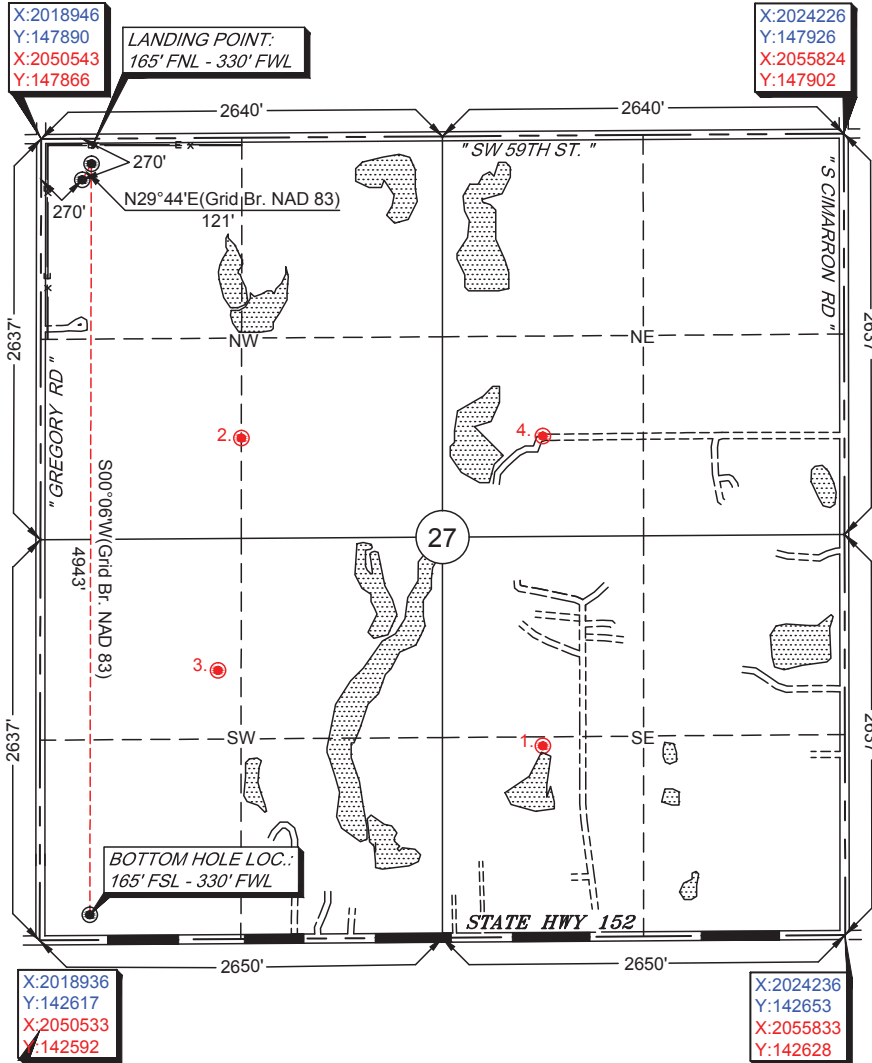 X:2018946
Y:147890
X:2050543
Y:147866
LANDING POINT:
165' FNL - 330' FWL
X:2024226
Y:147926
X:2055824
Y:147902
2640'
2640'
E X
" SW 59TH ST. "
270'
270'
N29°44'E(Grid Br. NAD 83)
121'
X E
" S CIMARRON RD "
2637'
2637'
NW
NE
" GREGORY RD "
2.
4.
S00°06'W(Grid Br. NAD 83)
4943'
27
3.
2637'
2637'
SW
SE
1.
BOTTOM HOLE LOC.:
165' FSL - 330' FWL
STATE HWY 152
2650'
2650'
X:2018936
Y:142617
X:2050533
Y:142592
X:2024236
Y:142653
X:2055833
Y:142628